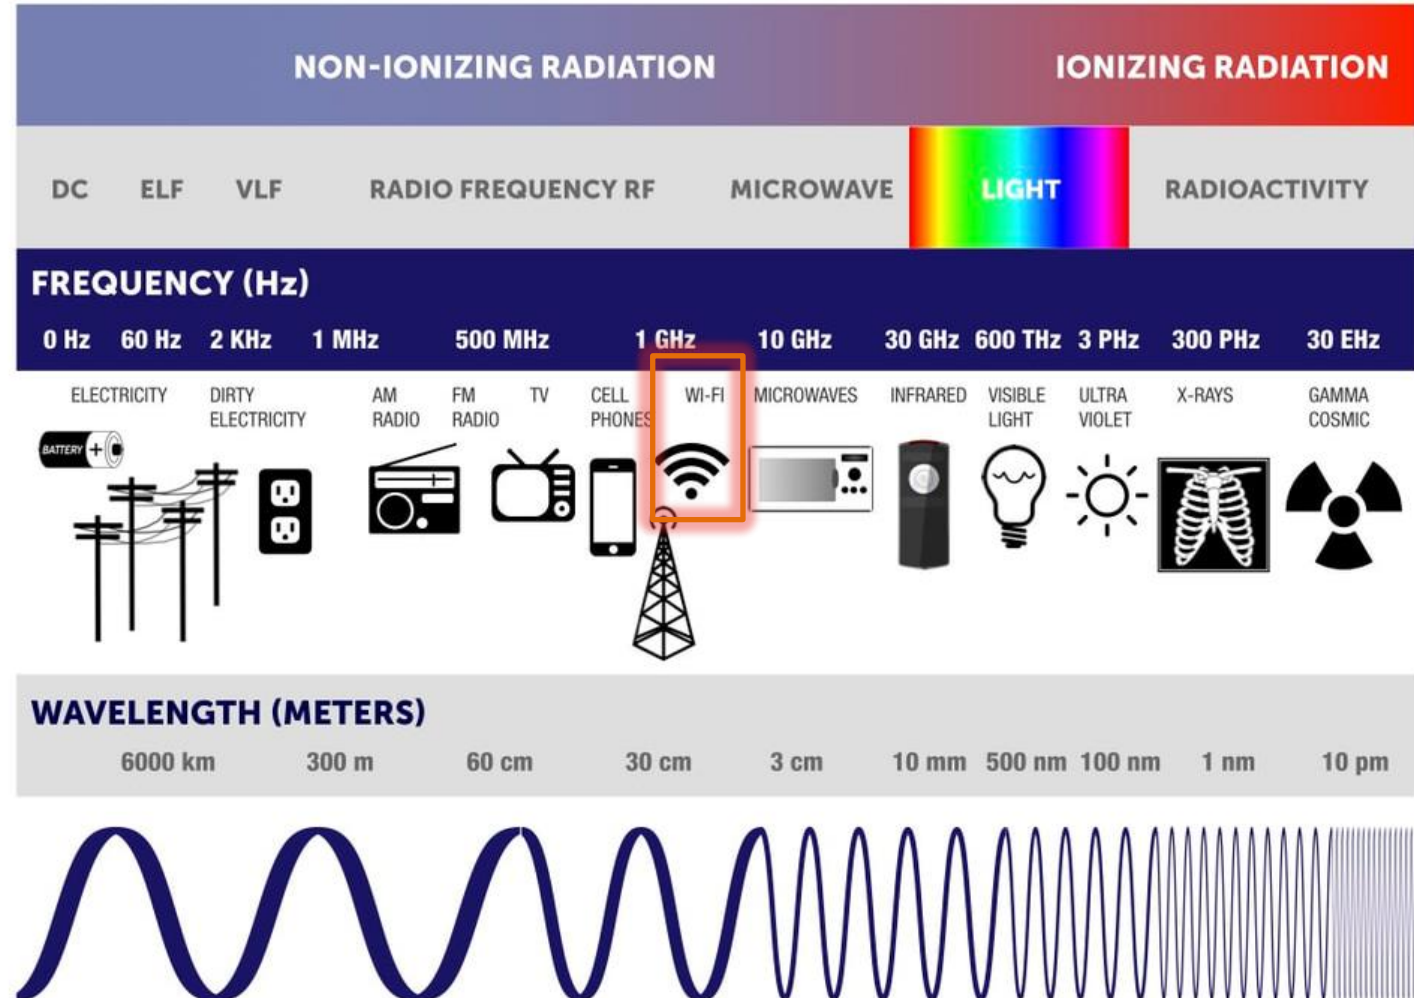 NON-IONIZING RADIATION IONIZING RADIATION
DC ELF VLF RADIO FREQUENCY RF MICROWAVE LIGHT RADIOACTIVITY
FREQUENCY (Hz)
0 Hz 60 Hz 2 KHz 1 MHz 500 MHz 1 GHz 10 GHz 30 GHz 600 THz 3 PHz 300 PHz 30 EHz
ELECTRICITY DIRTY AM FM TV CELL WI-FI MICROWAVES INFRARED VISIBLE ULTRA X-RAYS GAMMA
ELECTRICITY RADIO RADIO PHONES LIGHT VIOLET COSMIC
BATTERY +
WAVELENGTH (METERS)
6000 km 300 m 60 cm 30 cm 3 cm 10 mm 500 nm 100 nm 1 nm 10 pm